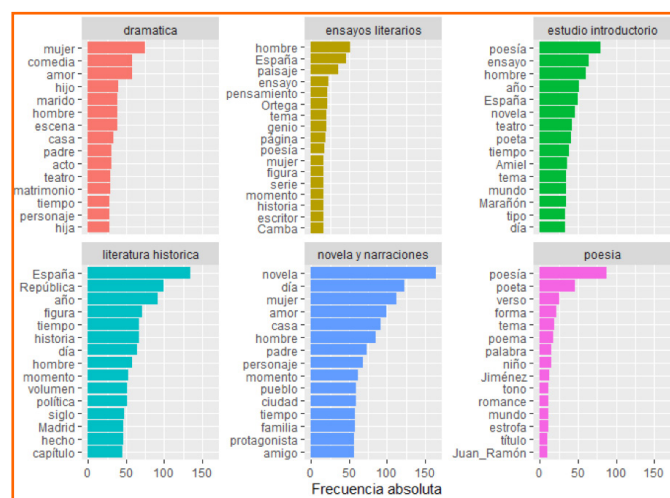 dramatica
mujer
comedia
amor
hijo
marido
hombre
escena
casa
padre
acto
teatro
matrimonio
tiempo
personaje
hija
ensayos literarios
hombre
España
paisaje
ensayo
pensamiento
Ortega
tema
genio
página
poesía
mujer
figura
serie
momento
historia
escritor
Camba
estudio introductorio
poesía
ensayo
hombre
año
España
novela
teatro
poeta
tiempo
Amiel
tema
mundo
Marañón
tipo
día
literatura historica
España
República
año
figura
tiempo
historia
día
hombre
momento
volumen
política
siglo
Madrid
hecho
capítulo
0 50 100 150
novela y narraciones
novela
día
mujer
amor
casa
hombre
padre
personaje
momento
pueblo
ciudad
tiempo
familia
protagonista
amigo
0 50 100 150
poesia
poesía
poeta
verso
forma
tema
poema
palabra
niño
Jiménez
tono
romance
mundo
estrofa
título
Juan_Ramón
0 50 100 150
Frecuencia absoluta